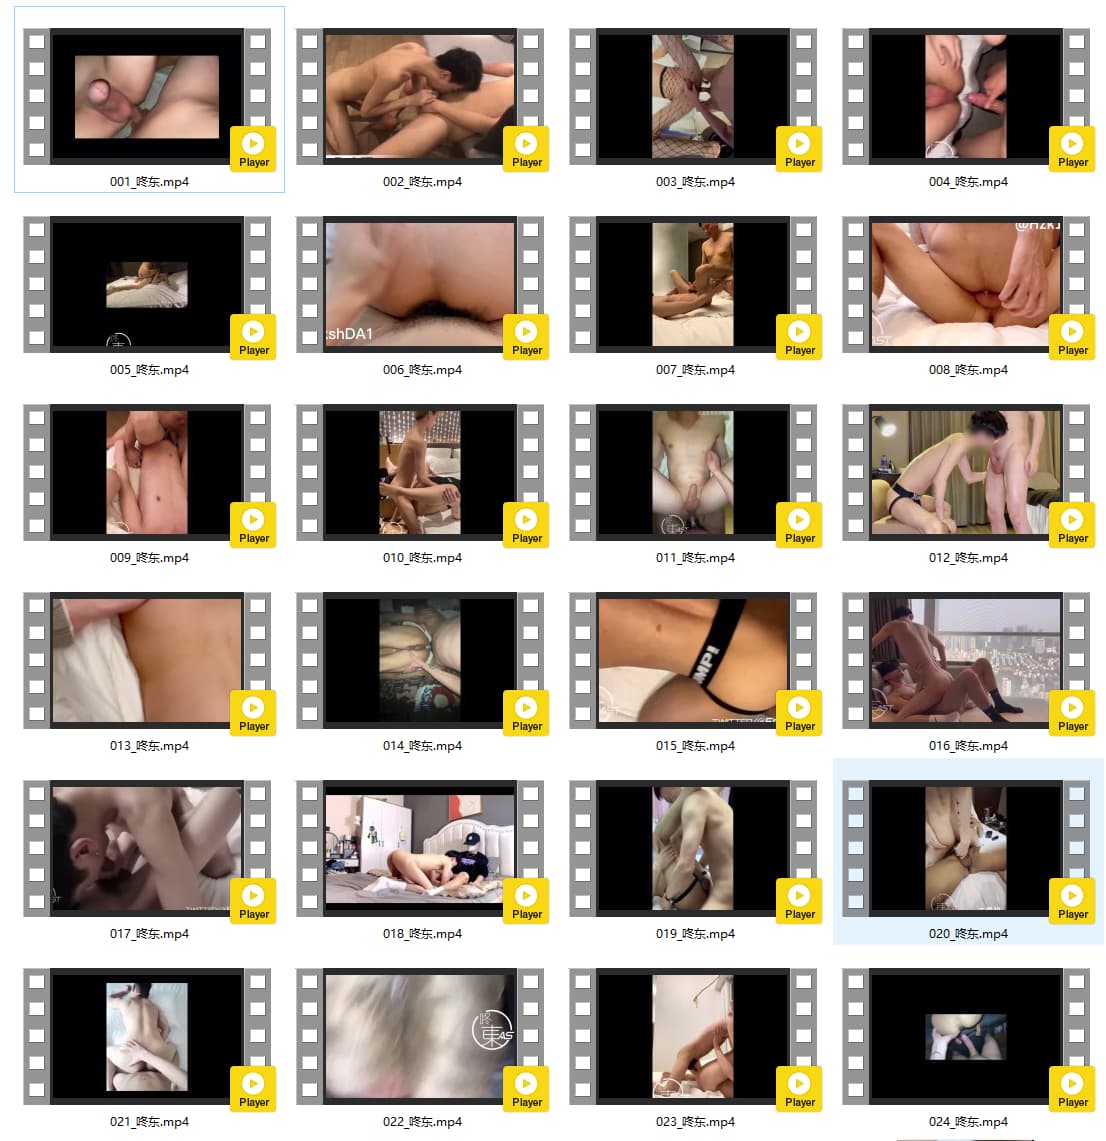 Player
Player
Player
Player
001_咚东.mp4
002_咚东.mp4
003_咚东.mp4
004_咚东.mp4
shDA1
Player
Player
Player
Player
005_咚东.mp4
006_咚东.mp4
007_咚东.mp4
008_咚东.mp4
Player
Player
Player
Player
009_咚东.mp4
010_咚东.mp4
011_咚东.mp4
012_咚东.mp4
Player
Player
Player
Player
013_咚东.mp4
014_咚东.mp4
015_咚东.mp4
016_咚东.mp4
Player
Player
Player
Player
017_咚东.mp4
018_咚东.mp4
019_咚东.mp4
020_咚东.mp4
Player
Player
Player
Player
021_咚东.mp4
022_咚东.mp4
023_咚东.mp4
024_咚东.mp4